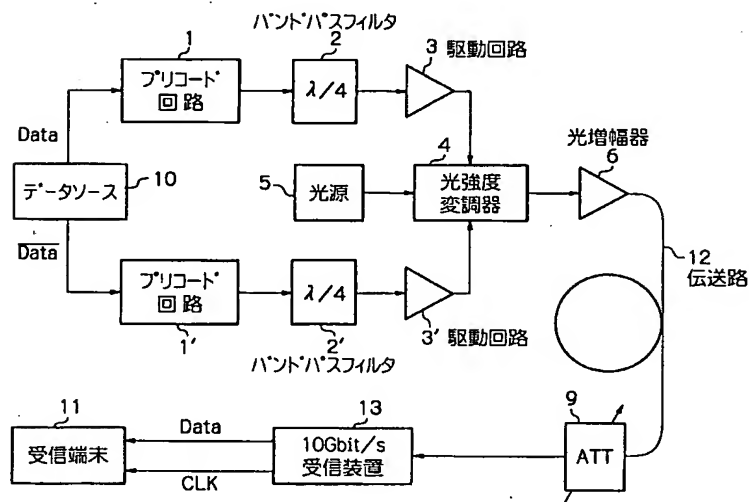 バンドパスフィルタ
1
2
3 駆動回路
プリコード
回路
λ/4
Data
データソース
10
4
光強度
変調器
5
光源
光増幅器
6
12
伝送路
Data
プリコード
回路
λ/4
1'
2'
3' 駆動回路
バンドパスフィルタ
11
受信端末
Data
CLK
13
10Gbit/s
受信装置
9
ATT